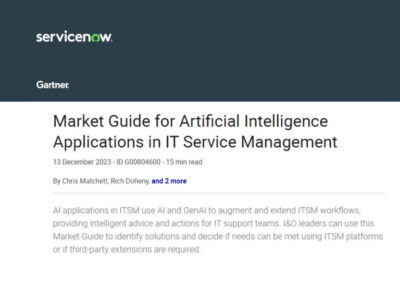 servicenow
Gartner
Market Guide for Artificial Intelligence
Applications in IT Service Management
13 December 2023 - ID G00804600 - 15 min read
By Chris Matchett, Rich Doheny, and 2 more
AI applications in ITSM use AI and GenAI to augment and extend ITSM workflows,
providing intelligent advice and actions for IT support teams. I&O leaders can use this
Market Guide to identify solutions and decide if needs can be met using ITSM platforms
or if third-party extensions are required.